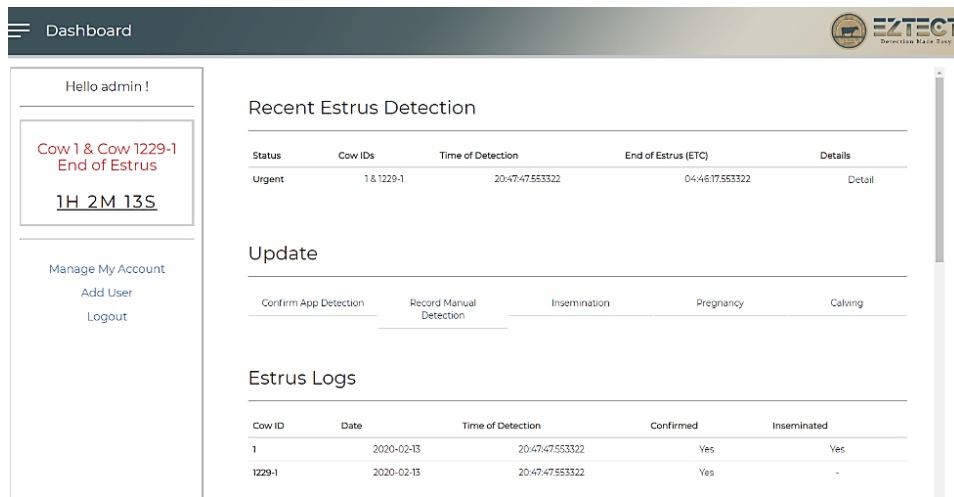 Dashboard
EZTECT
Detection Made Easy
Hello admin !
Cow 1 & Cow 1229-1
End of Estrus
1H 2M 13S
Manage My Account
Add User
Logout
Recent Estrus Detection
Status Cow IDs Time of Detection End of Estrus (ETC) Details
Urgent 1 & 1229-1 20:47:47.553322 04:46:17.553322 Detail
Update
Confirm App Detection Record Manual Insemination Pregnancy Calving
Detection
Estrus Logs
Cow ID Date Time of Detection Confirmed Inseminated
1 2020-02-13 20:47:47.553322 Yes Yes
1229-1 2020-02-13 20:47:47.553322 Yes -